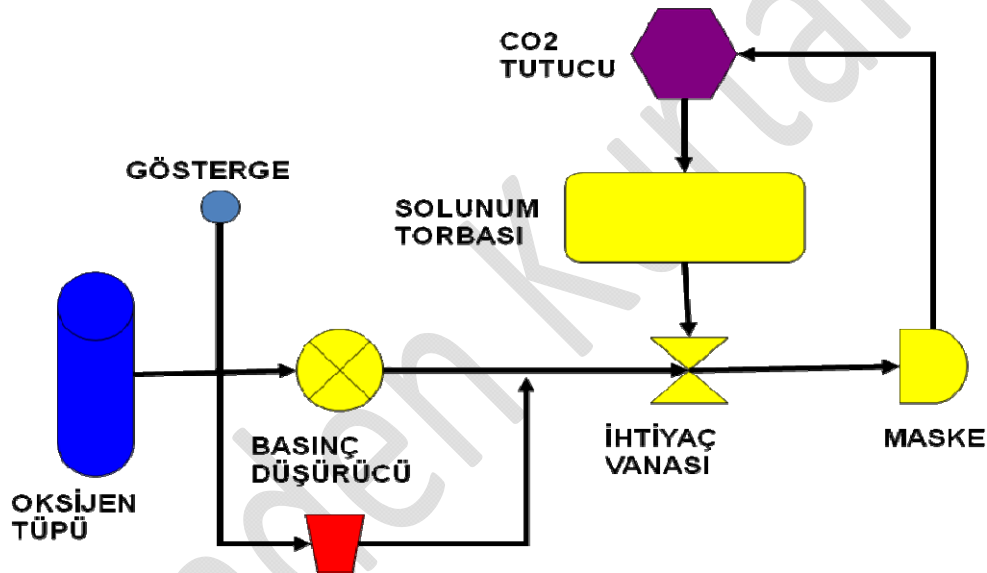 CO2
TUTUCU
GÖSTERGE
SOLUNUM
TORBASI
BASINÇ
DÜŞÜRÜCÜ
İHTİYAÇ
VANASI
MASKE
OKSİJEN
TÜPÜ